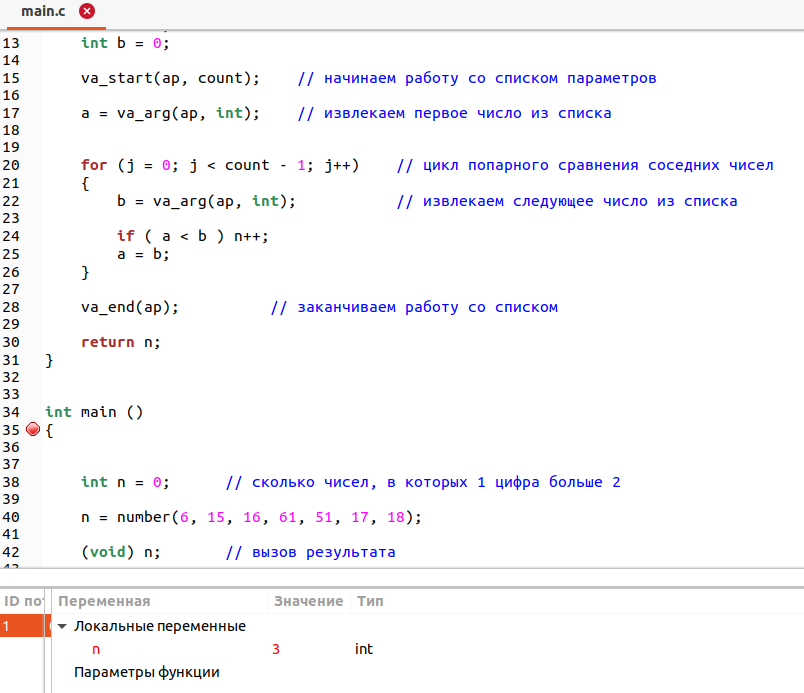 main.c
13 int b = 0;
14
15 va_start(ap, count); // начинаем работу со списком параметров
16
17 a = va_arg(ap, int); // извлекаем первое число из списка
18
19
20 for (j = 0; j < count - 1; j++) // цикл попарного сравнения соседних чисел
21 {
22 b = va_arg(ap, int); // извлекаем следующее число из списка
23
24 if ( a < b ) n++;
25 a = b;
26 }
27
28 va_end(ap); // заканчиваем работу со списком
29
30 return n;
31 }
32
33
34 int main ()
35 {
36
37
38 int n = 0; // сколько чисел, в которых 1 цифра больше 2
39
40 n = number(6, 15, 16, 61, 51, 17, 18);
41
42 (void) n; // вызов результата
ID Переменная Значение Тип
1 Локальные переменные
n 3 int
Параметры функции